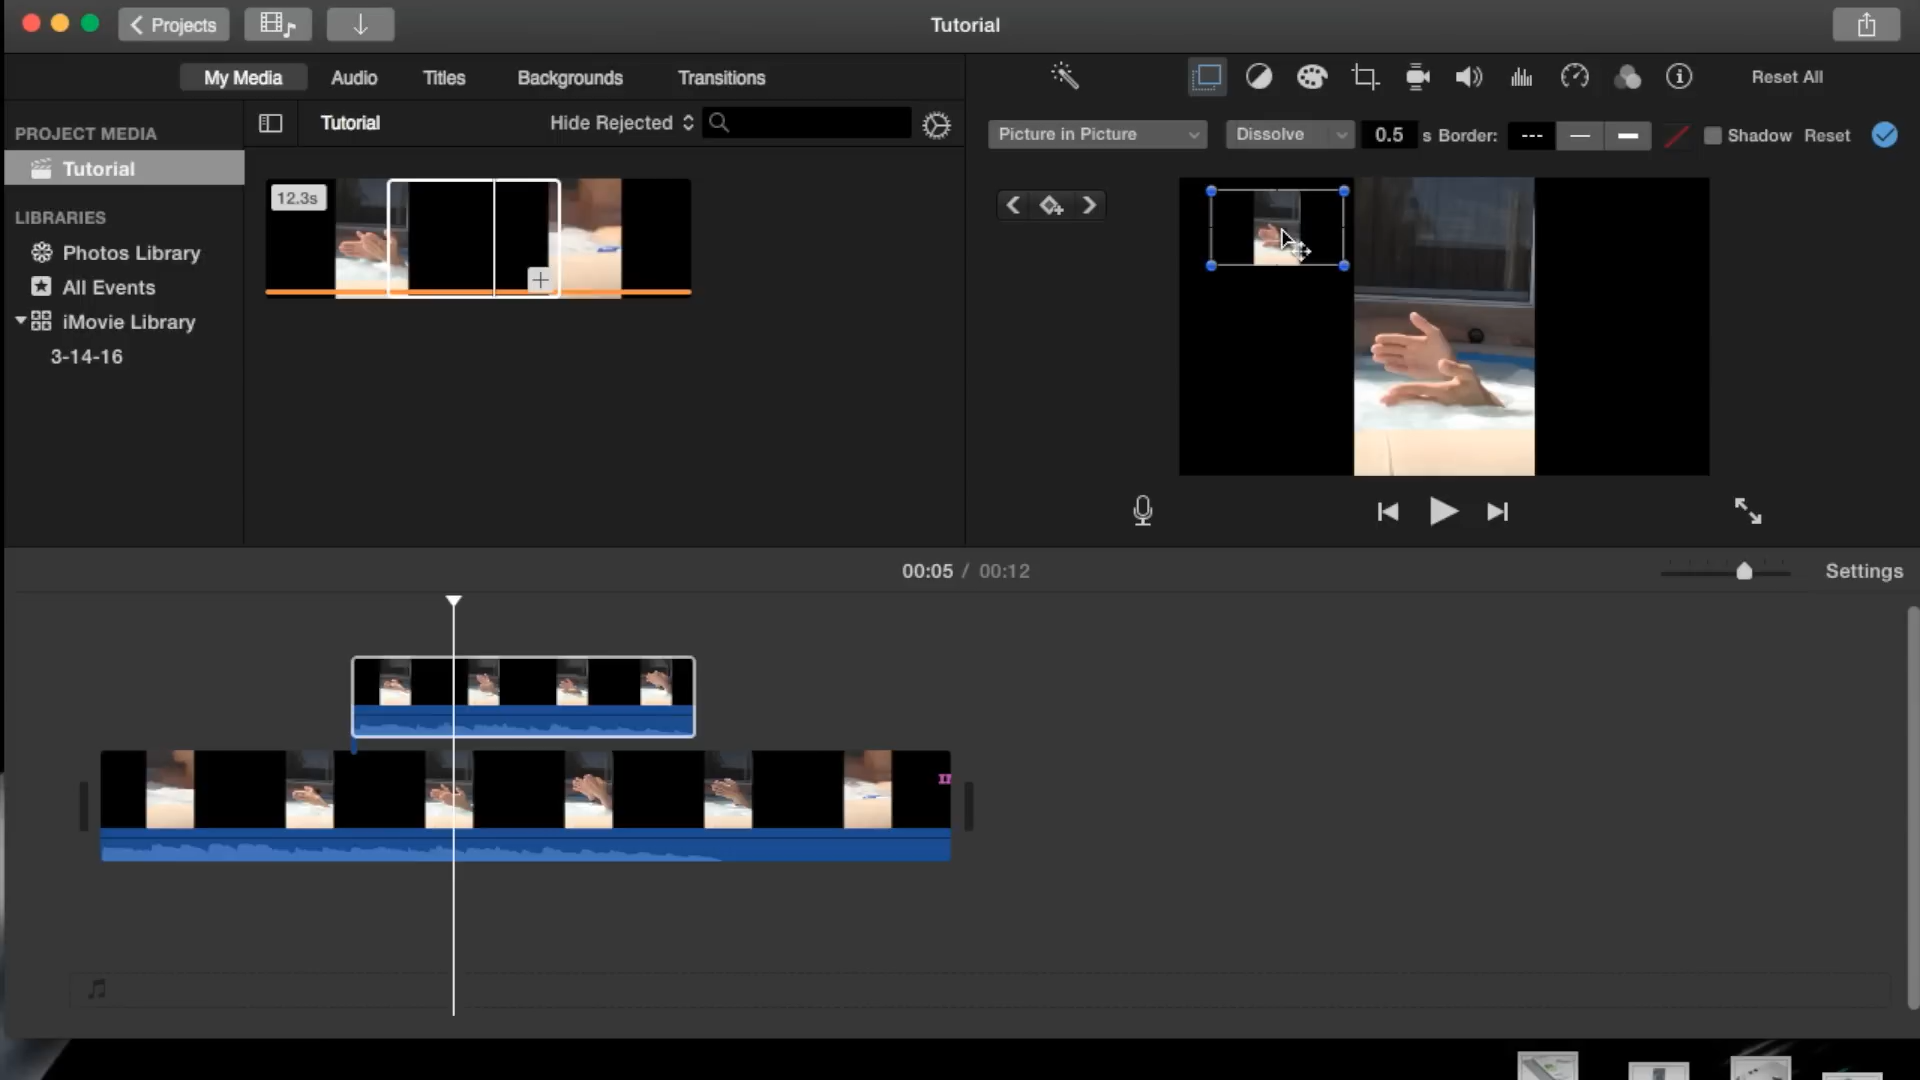 Projects
Tutorial
My Media
Audio
Titles
Backgrounds
Transitions
Reset All
PROJECT MEDIA
Tutorial
Hide Rejected
Picture in Picture
Dissolve
0.5
s Border:
Shadow
Reset
Tutorial
12.3s
LIBRARIES
Photos Library
All Events
iMovie Library
3-14-16
00:05 / 00:12
Settings